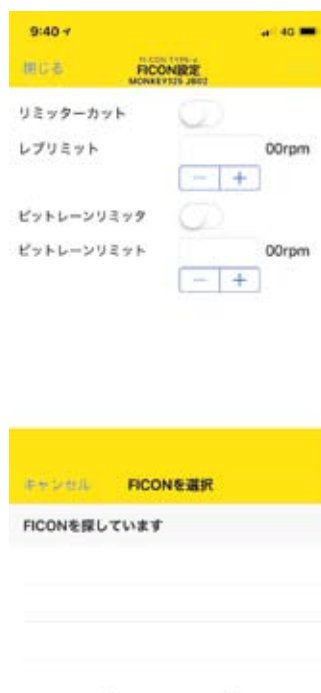 9:40
4G
閉じる
FI CON TYPE-e
FICON設定
MONKEY125 JB02
リミッターカット
レブリミット
00rpm
− +
ピットレーンリミッタ
ピットレーンリミット
00rpm
− +
キャンセル
FICONを選択
FICONを探しています